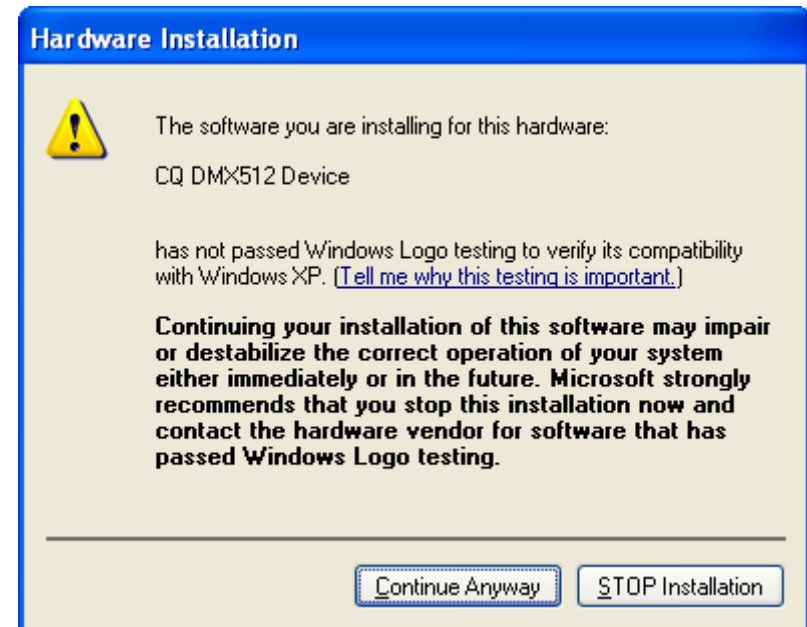 Hardware Installation
The software you are installing for this hardware:
CQ DMX512 Device
has not passed Windows Logo testing to verify its compatibility
with Windows XP. (Tell me why this testing is important.)
Continuing your installation of this software may impair
or destabilize the correct operation of your system
either immediately or in the future. Microsoft strongly
recommends that you stop this installation now and
contact the hardware vendor for software that has
passed Windows Logo testing.
Continue Anyway STOP Installation